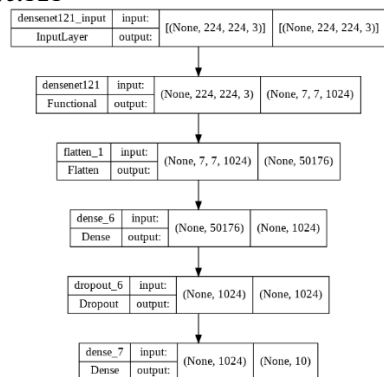 densenet121_input input: [(None, 224, 224, 3)] [(None, 224, 224, 3)]
InputLayer output:
densenet121 input: (None, 224, 224, 3) (None, 7, 7, 1024)
Functional output:
flatten_1 input: (None, 7, 7, 1024) (None, 50176)
Flatten output:
dense_6 input: (None, 50176) (None, 1024)
Dense output:
dropout_6 input: (None, 1024) (None, 1024)
Dropout output:
dense_7 input: (None, 1024) (None, 10)
Dense output: